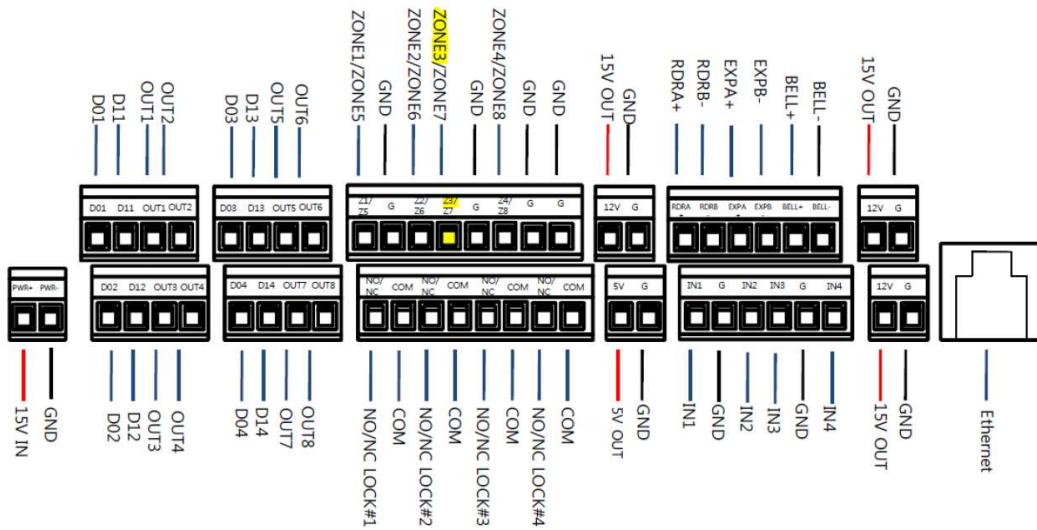 D01
D11
OUT1
OUT2
D03
D13
OUT5
OUT6
ZONE1/ZONE5
GND
ZONE2/ZONE6
ZONE3/ZONE7
GND
ZONE4/ZONE8
GND
GND
15V OUT
GND
RDRA+
RDRB-
EXPA+
EXPB-
BELL+
BELL-
15V OUT
GND
D01 D11 OUT1 OUT2
D03 D13 OUT5 OUT6
Z1/ Z5 G Z2/ Z6 Z3/ Z7 G Z4/ Z8 G G
12V G
RDRA + RDRB - EXPA + EXPB - BELL+ BELL-
12V G
PWR+ PWR-
D02 D12 OUT3 OUT4
D04 D14 OUT7 OUT8
NO/ NC COM NO/ NC COM NO/ NC COM NO/ NC COM
5V G
IN1 G IN2 IN3 G IN4
12V G
15V IN
GND
D02
D12
OUT3
OUT4
D04
D14
OUT7
OUT8
NO/NC LOCK#1
COM
NO/NC LOCK#2
COM
NO/NC LOCK#3
COM
NO/NC LOCK#4
COM
5V OUT
GND
IN1
GND
IN2
IN3
GND
IN4
15V OUT
GND
Ethernet